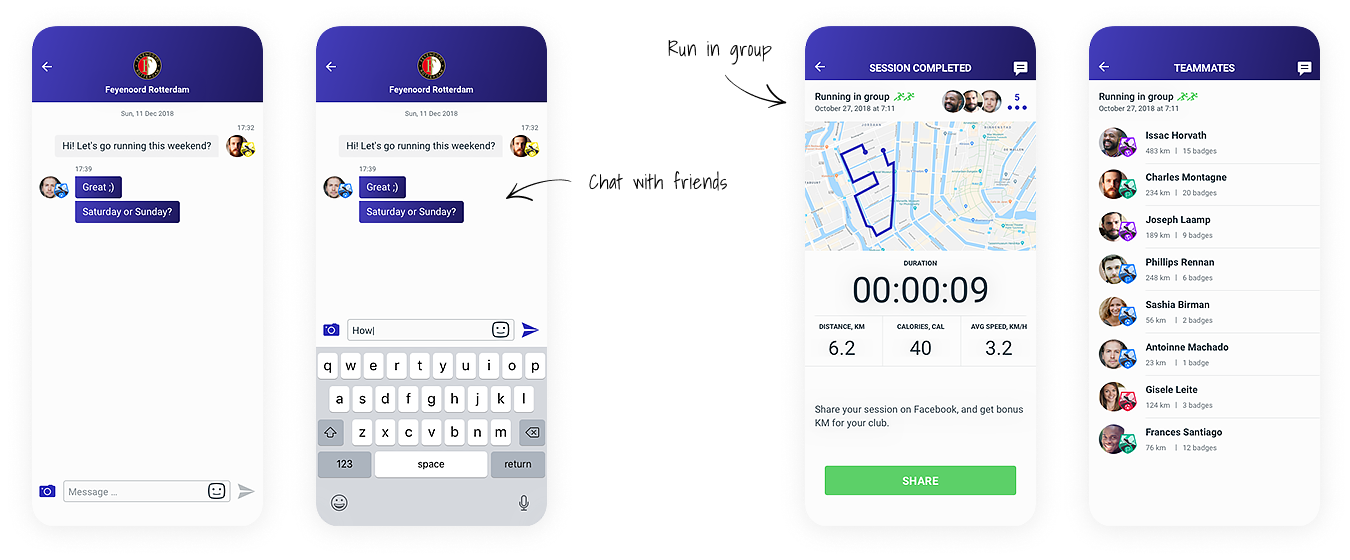 Feyenoord Rotterdam
Sun, 11 Dec 2018
17:32
Hi! Let's go running this weekend?
17:39
Great ;)
Saturday or Sunday?
Message ...
Feyenoord Rotterdam
Sun, 11 Dec 2018
17:32
Hi! Let's go running this weekend?
17:39
Great ;)
Saturday or Sunday?
How
q w e r t y u i o p
a s d f g h j k l
z x c v b n m
123 space return
Chat with friends
Run in group
SESSION COMPLETED
Running in group
October 27, 2018 at 7:11
5
DURATION
00:00:09
DISTANCE, KM CALORIES, CAL AVG SPEED, KM/H
6.2 40 3.2
Share your session on Facebook, and get bonus
KM for your club.
SHARE
TEAMMATES
Running in group
October 27, 2018 at 7:11
Issac Horvath
483 km | 15 badges
Charles Montagne
234 km | 20 badges
Joseph Laamp
189 km | 9 badges
Phillips Rennan
248 km | 6 badges
Sashia Birman
56 km | 2 badges
Antoinne Machado
23 km | 1 badge
Gisele Leite
124 km | 3 badges
Frances Santiago
76 km | 12 badges